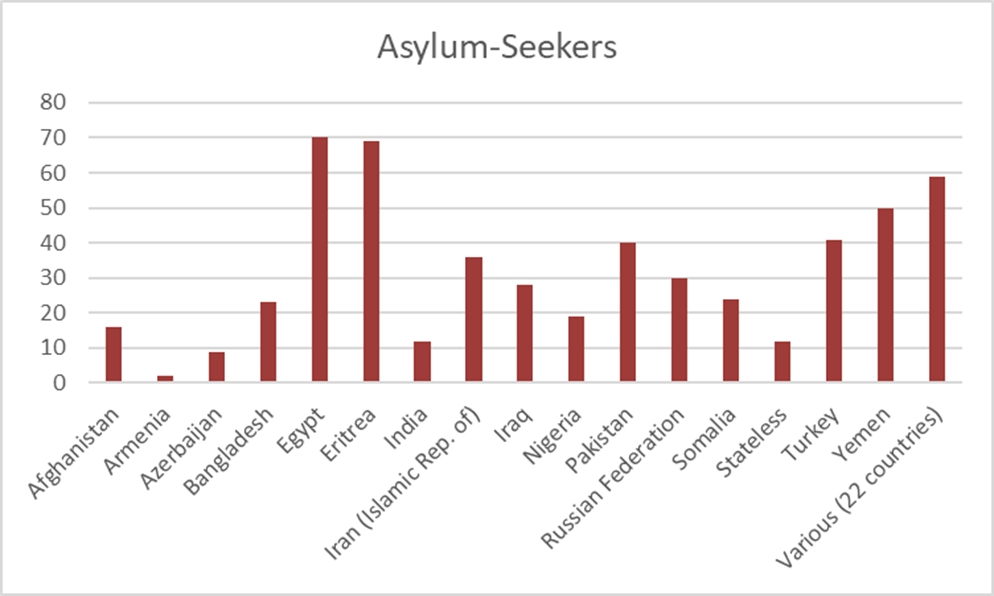 Asylum-Seekers
80
70
60
50
40
30
20
10
0
Afghanistan
Armenia
Azerbaijan
Bangladesh
Egypt
Eritrea
India
Iran (Islamic Rep. of)
Iraq
Nigeria
Pakistan
Russian Federation
Somalia
Stateless
Turkey
Yemen
Various (22 countries)